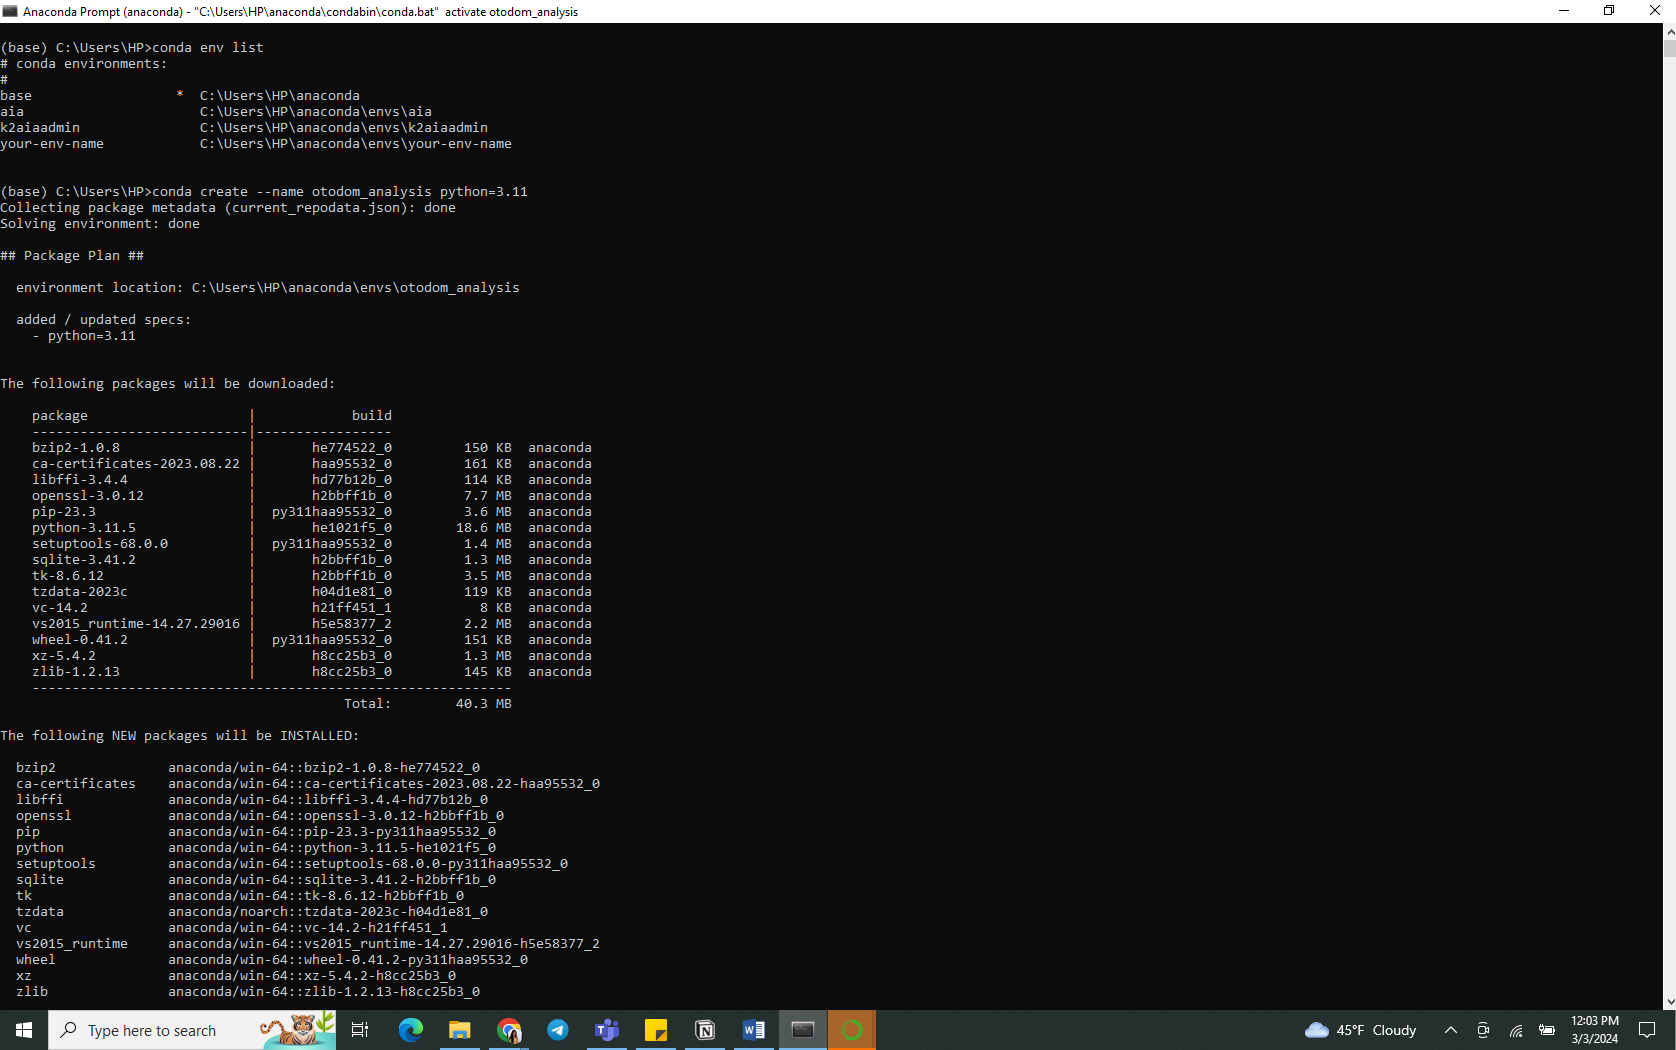 Anaconda Prompt (anaconda) - "C:\Users\HP\anaconda\condabin\conda.bat"  activate otodom_analysis
(base) C:\Users\HP>conda env list
# conda environments:
#
base                  *  C:\Users\HP\anaconda
aia                      C:\Users\HP\anaconda\envs\aia
k2aiaadmin               C:\Users\HP\anaconda\envs\k2aiaadmin
your-env-name            C:\Users\HP\anaconda\envs\your-env-name
(base) C:\Users\HP>conda create --name otodom_analysis python=3.11
Collecting package metadata (current_repodata.json): done
Solving environment: done
## Package Plan ##
  environment location: C:\Users\HP\anaconda\envs\otodom_analysis
  added / updated specs:
    - python=3.11
The following packages will be downloaded:
    package                    |            build
    ---------------------------|-----------------
    bzip2-1.0.8                |       he774522_0         150 KB  anaconda
    ca-certificates-2023.08.22 |       haa95532_0         161 KB  anaconda
    libffi-3.4.4               |       hd77b12b_0         114 KB  anaconda
    openssl-3.0.12             |       h2bbff1b_0         7.7 MB  anaconda
    pip-23.3                   |  py311haa95532_0         3.6 MB  anaconda
    python-3.11.5              |       he1021f5_0        18.6 MB  anaconda
    setuptools-68.0.0          |  py311haa95532_0         1.4 MB  anaconda
    sqlite-3.41.2              |       h2bbff1b_0         1.3 MB  anaconda
    tk-8.6.12                  |       h2bbff1b_0         3.5 MB  anaconda
    tzdata-2023c               |       h04d1e81_0         119 KB  anaconda
    vc-14.2                    |       h21ff451_1           8 KB  anaconda
    vs2015_runtime-14.27.29016 |       h5e58377_2         2.2 MB  anaconda
    wheel-0.41.2               |  py311haa95532_0         151 KB  anaconda
    xz-5.4.2                   |       h8cc25b3_0         1.3 MB  anaconda
    zlib-1.2.13                |       h8cc25b3_0         145 KB  anaconda
    ------------------------------------------------------------
                                           Total:        40.3 MB
The following NEW packages will be INSTALLED:
  bzip2              anaconda/win-64::bzip2-1.0.8-he774522_0
  ca-certificates    anaconda/win-64::ca-certificates-2023.08.22-haa95532_0
  libffi             anaconda/win-64::libffi-3.4.4-hd77b12b_0
  openssl            anaconda/win-64::openssl-3.0.12-h2bbff1b_0
  pip                anaconda/win-64::pip-23.3-py311haa95532_0
  python             anaconda/win-64::python-3.11.5-he1021f5_0
  setuptools         anaconda/win-64::setuptools-68.0.0-py311haa95532_0
  sqlite             anaconda/win-64::sqlite-3.41.2-h2bbff1b_0
  tk                 anaconda/win-64::tk-8.6.12-h2bbff1b_0
  tzdata             anaconda/noarch::tzdata-2023c-h04d1e81_0
  vc                 anaconda/win-64::vc-14.2-h21ff451_1
  vs2015_runtime     anaconda/win-64::vs2015_runtime-14.27.29016-h5e58377_2
  wheel              anaconda/win-64::wheel-0.41.2-py311haa95532_0
  xz                 anaconda/win-64::xz-5.4.2-h8cc25b3_0
  zlib               anaconda/win-64::zlib-1.2.13-h8cc25b3_0
Type here to search
45°F Cloudy
12:03 PM
3/3/2024